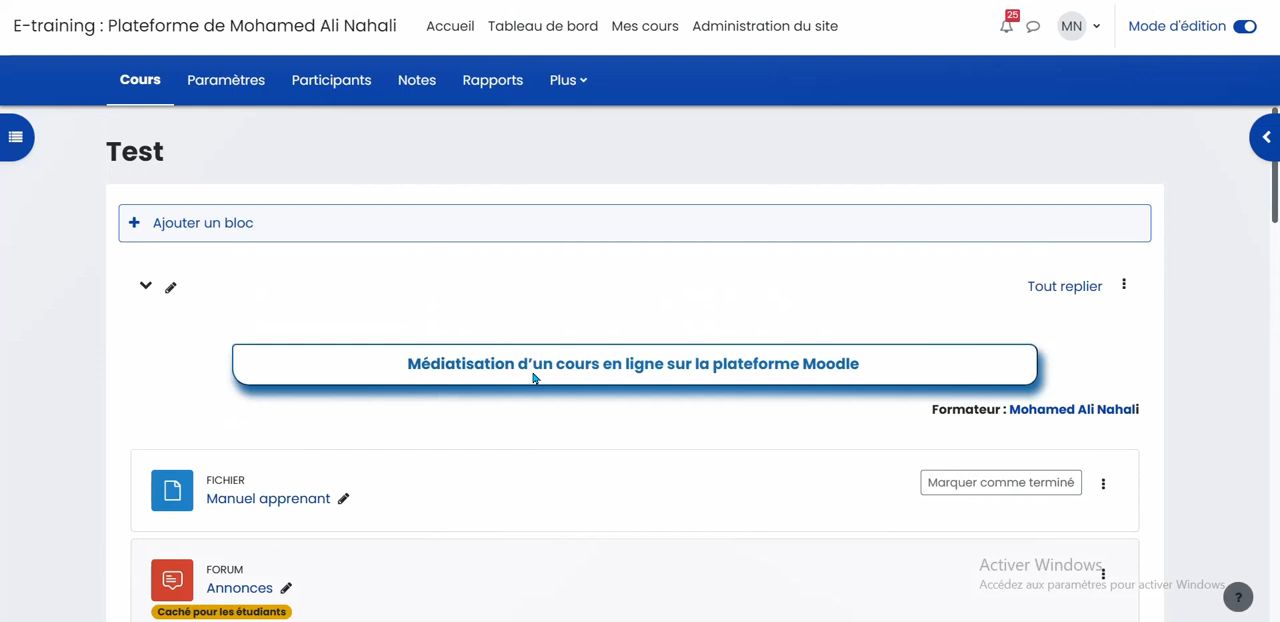 E-training : Plateforme de Mohamed Ali Nahali Accueil Tableau de bord Mes cours Administration du site 25 MN Mode d'édition
Cours Paramètres Participants Notes Rapports Plus
Test
+ Ajouter un bloc
Tout replier
Médiatisation d’un cours en ligne sur la plateforme Moodle
Formateur : Mohamed Ali Nahali
FICHIER
Manuel apprenant
Marquer comme terminé
FORUM
Annonces
Caché pour les étudiants
Activer Windows
Accédez aux paramètres pour activer Windows.
?